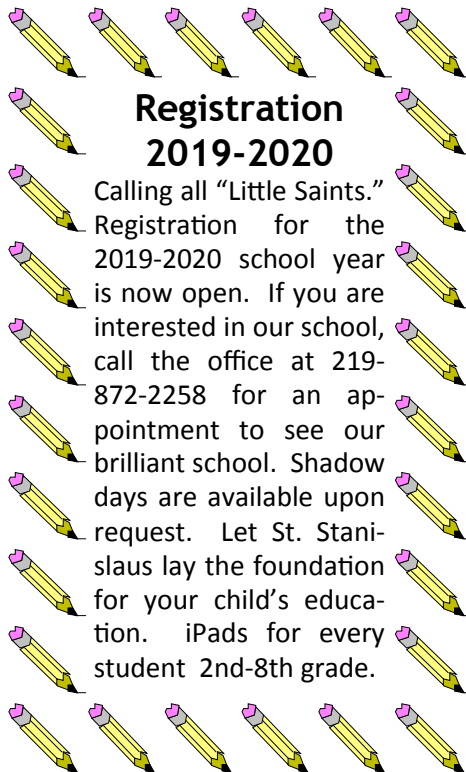 Registration
2019-2020
Calling all “Little Saints.”
Registration for the
2019-2020 school year
is now open. If you are
interested in our school,
call the office at 219-
872-2258 for an ap-
pointment to see our
brilliant school. Shadow
days are available upon
request. Let St. Stani-
slaus lay the foundation
for your child’s educa-
tion. iPads for every
student 2nd-8th grade.